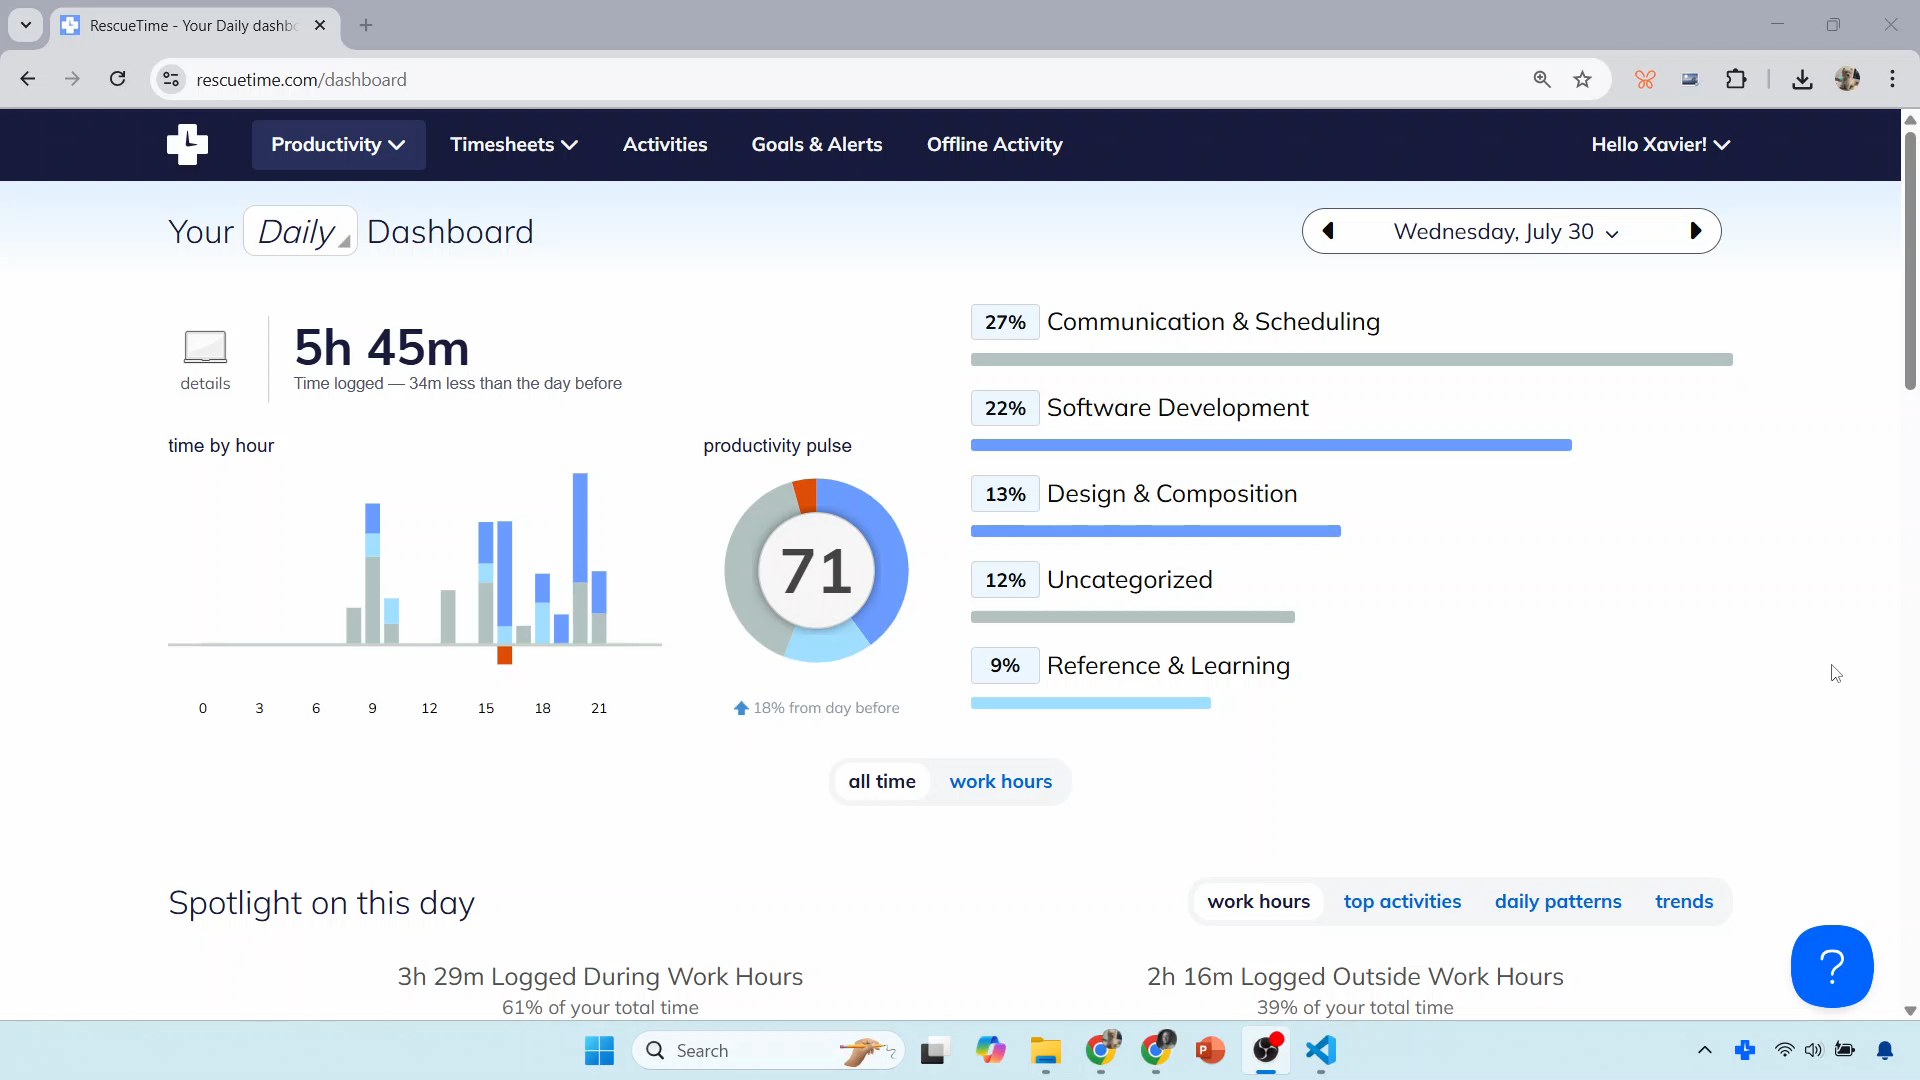 RescueTime - Your Daily dashbo
rescuetime.com/dashboard
Productivity Timesheets Activities Goals & Alerts Offline Activity Hello Xavier!
Your Daily Dashboard
Wednesday, July 30
details
5h 45m
Time logged — 34m less than the day before
time by hour
0 3 6 9 12 15 18 21
productivity pulse
71
18% from day before
27% Communication & Scheduling
22% Software Development
13% Design & Composition
12% Uncategorized
9% Reference & Learning
all time work hours
Spotlight on this day
work hours top activities daily patterns trends
3h 29m Logged During Work Hours
61% of your total time
2h 16m Logged Outside Work Hours
39% of your total time
?
Search
P